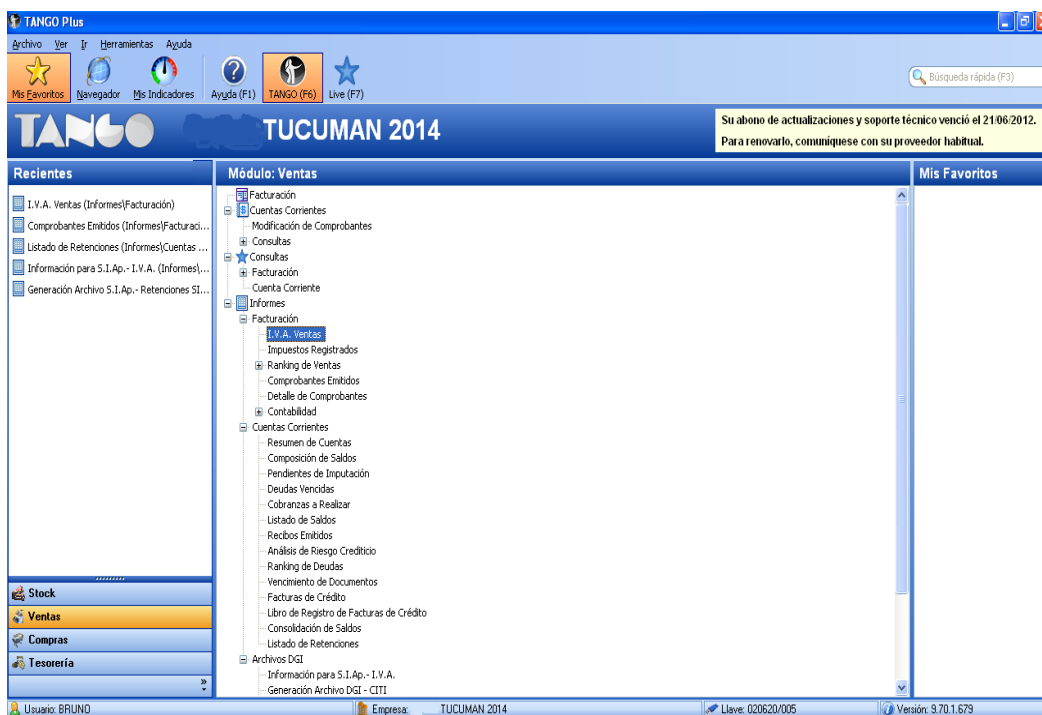 TANGO Plus
Archivo Ver Ir Herramientas Ayuda
Mis Favoritos Navegador Mis Indicadores Ayuda (F1) TANGO (F6) Live (F7) Búsqueda rápida (F3)
TANGO TUCUMAN 2014
Su abono de actualizaciones y soporte técnico venció el 21/06/2012.
Para renovarlo, comuníquese con su proveedor habitual.
Recientes
I.V.A. Ventas (Informes\Facturación)
Comprobantes Emitidos (Informes\Facturaci...
Listado de Retenciones (Informes\Cuentas ...
Información para S.I.Ap.- I.V.A. (Informes\...
Generación Archivo S.I.Ap.- Retenciones SI...
Stock
Ventas
Compras
Tesorería
Módulo: Ventas
Facturación
Cuentas Corrientes
Modificación de Comprobantes
Consultas
Consultas
Facturación
Cuenta Corriente
Informes
Facturación
I.V.A. Ventas
Impuestos Registrados
Ranking de Ventas
Comprobantes Emitidos
Detalle de Comprobantes
Contabilidad
Cuentas Corrientes
Resumen de Cuentas
Composición de Saldos
Pendientes de Imputación
Deudas Vencidas
Cobranzas a Realizar
Listado de Saldos
Recibos Emitidos
Análisis de Riesgo Crediticio
Ranking de Deudas
Vencimiento de Documentos
Facturas de Crédito
Libro de Registro de Facturas de Crédito
Consolidación de Saldos
Listado de Retenciones
Archivos DGI
Información para S.I.Ap.- I.V.A.
Generación Archivo DGI - CITI
Mis Favoritos
Usuario: BRUNO Empresa: TUCUMAN 2014 Llave: 020620/005 Versión: 9.70.1.679